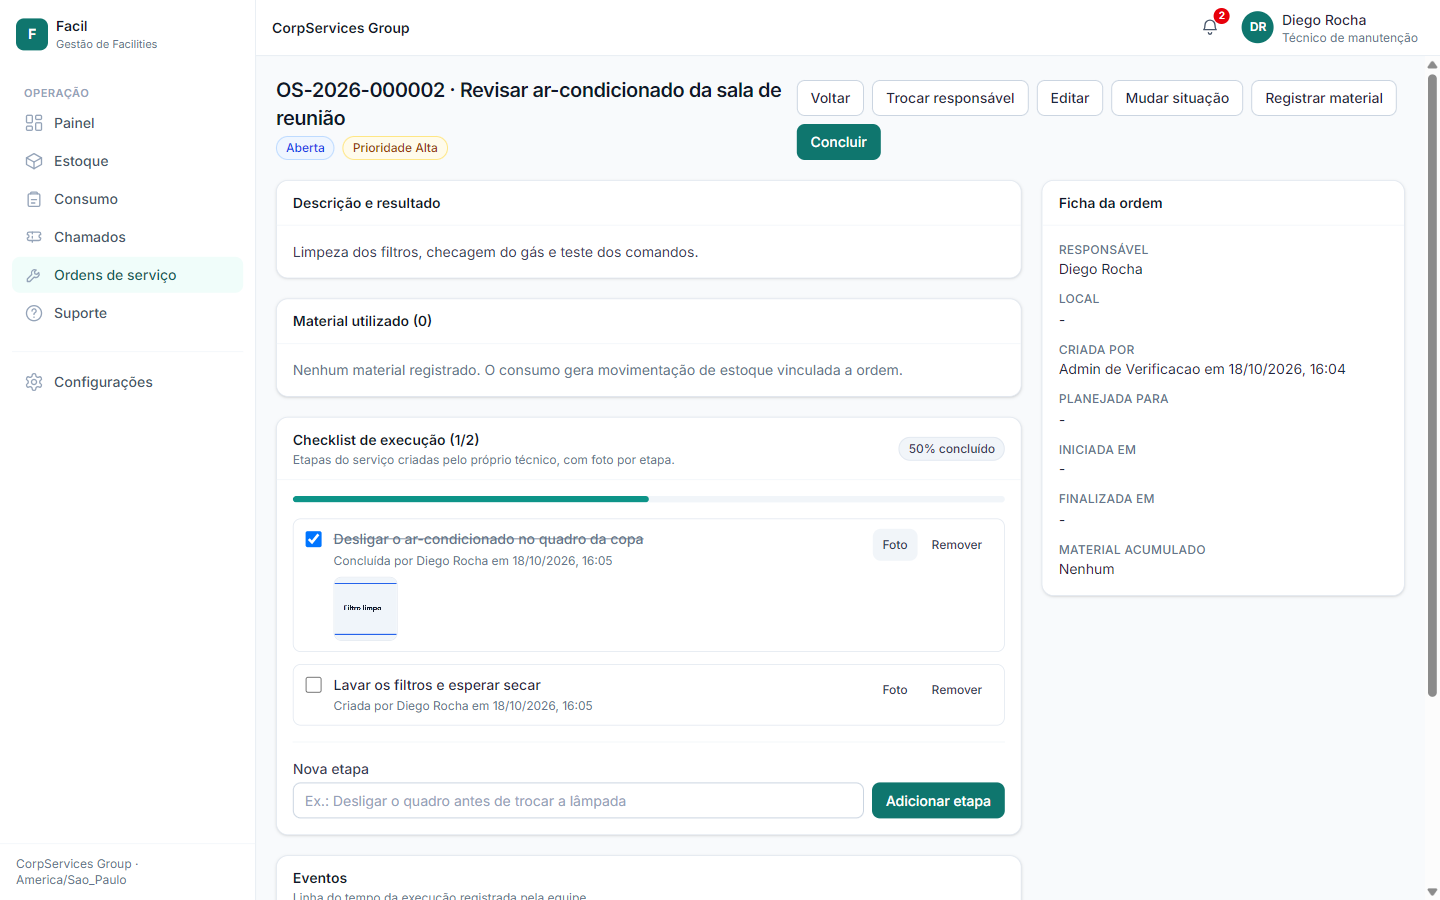 F
Facil
Gestão de Facilities
OPERAÇÃO
Painel
Estoque
Consumo
Chamados
Ordens de serviço
Suporte
Configurações
CorpServices Group ·
America/Sao_Paulo
CorpServices Group
2
DR
Diego Rocha
Técnico de manutenção
OS-2026-000002 · Revisar ar-condicionado da sala de
reunião
Aberta
Prioridade Alta
Voltar
Trocar responsável
Editar
Mudar situação
Registrar material
Concluir
Descrição e resultado
Limpeza dos filtros, checagem do gás e teste dos comandos.
Material utilizado (0)
Nenhum material registrado. O consumo gera movimentação de estoque vinculada a ordem.
Checklist de execução (1/2)
Etapas do serviço criadas pelo próprio técnico, com foto por etapa.
50% concluído
Desligar o ar-condicionado no quadro da copa
Concluída por Diego Rocha em 18/10/2026, 16:05
Foto
Remover
Filtro limpo
Lavar os filtros e esperar secar
Criada por Diego Rocha em 18/10/2026, 16:05
Foto
Remover
Nova etapa
Ex.: Desligar o quadro antes de trocar a lâmpada
Adicionar etapa
Eventos
Linha do tempo da execução registrada pela equipe
Ficha da ordem
RESPONSÁVEL
Diego Rocha
LOCAL
-
CRIADA POR
Admin de Verificacao em 18/10/2026, 16:04
PLANEJADA PARA
-
INICIADA EM
-
FINALIZADA EM
-
MATERIAL ACUMULADO
Nenhum